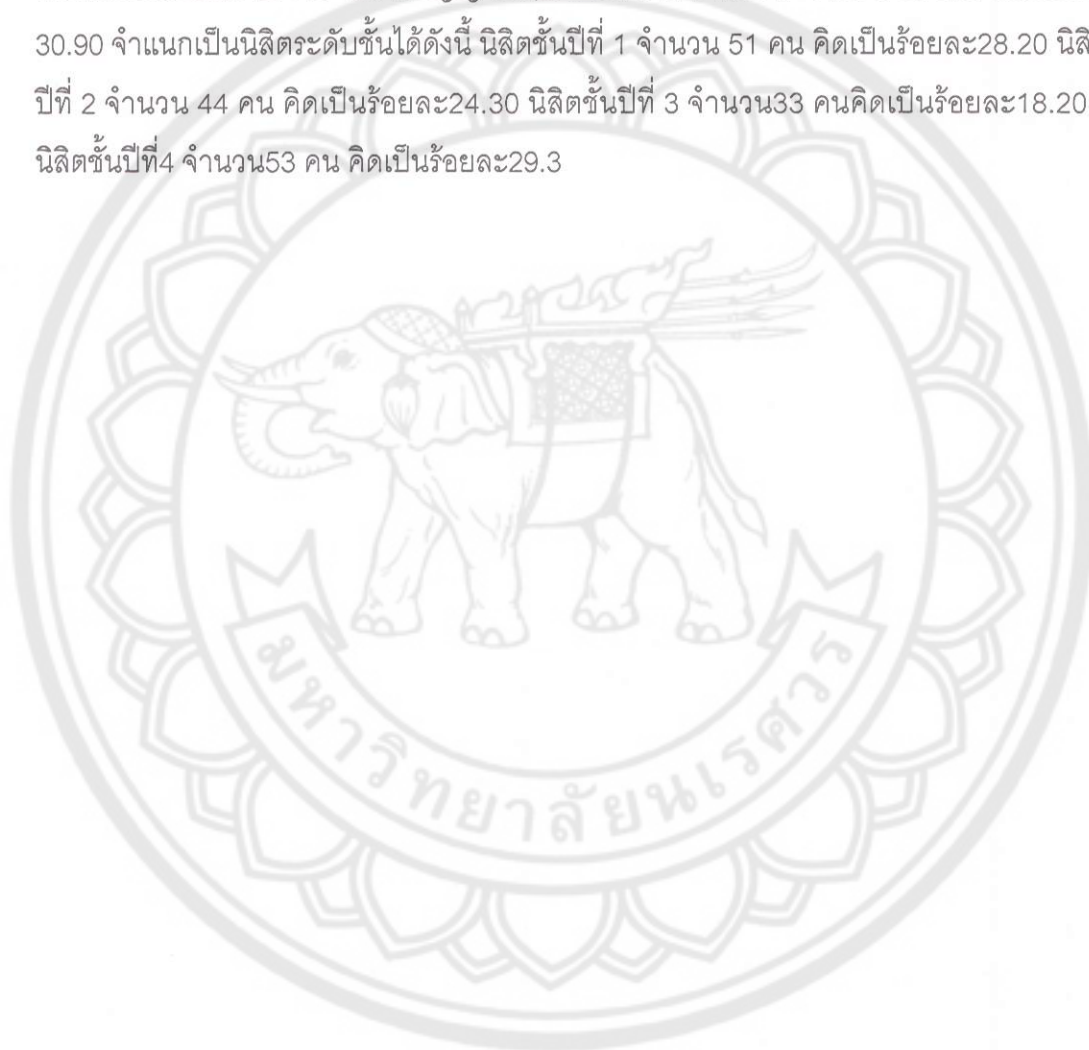 30.90 จำแนกเป็นนิสิตระดับชั้นได้ดังนี้ นิสิตชั้นปีที่ 1 จำนวน 51 คน คิดเป็นร้อยละ28.20
ปีที่ 2 จำนวน 44 คน คิดเป็นร้อยละ24.30 นิสิตชั้นปีที่ 3 จำนวน33 คนคิดเป็นร้อยละ18.20
นิสิตชั้นปีที่4 จำนวน53 คน คิดเป็นร้อยละ29.3
มหาวิทยาลัยนเรศวร